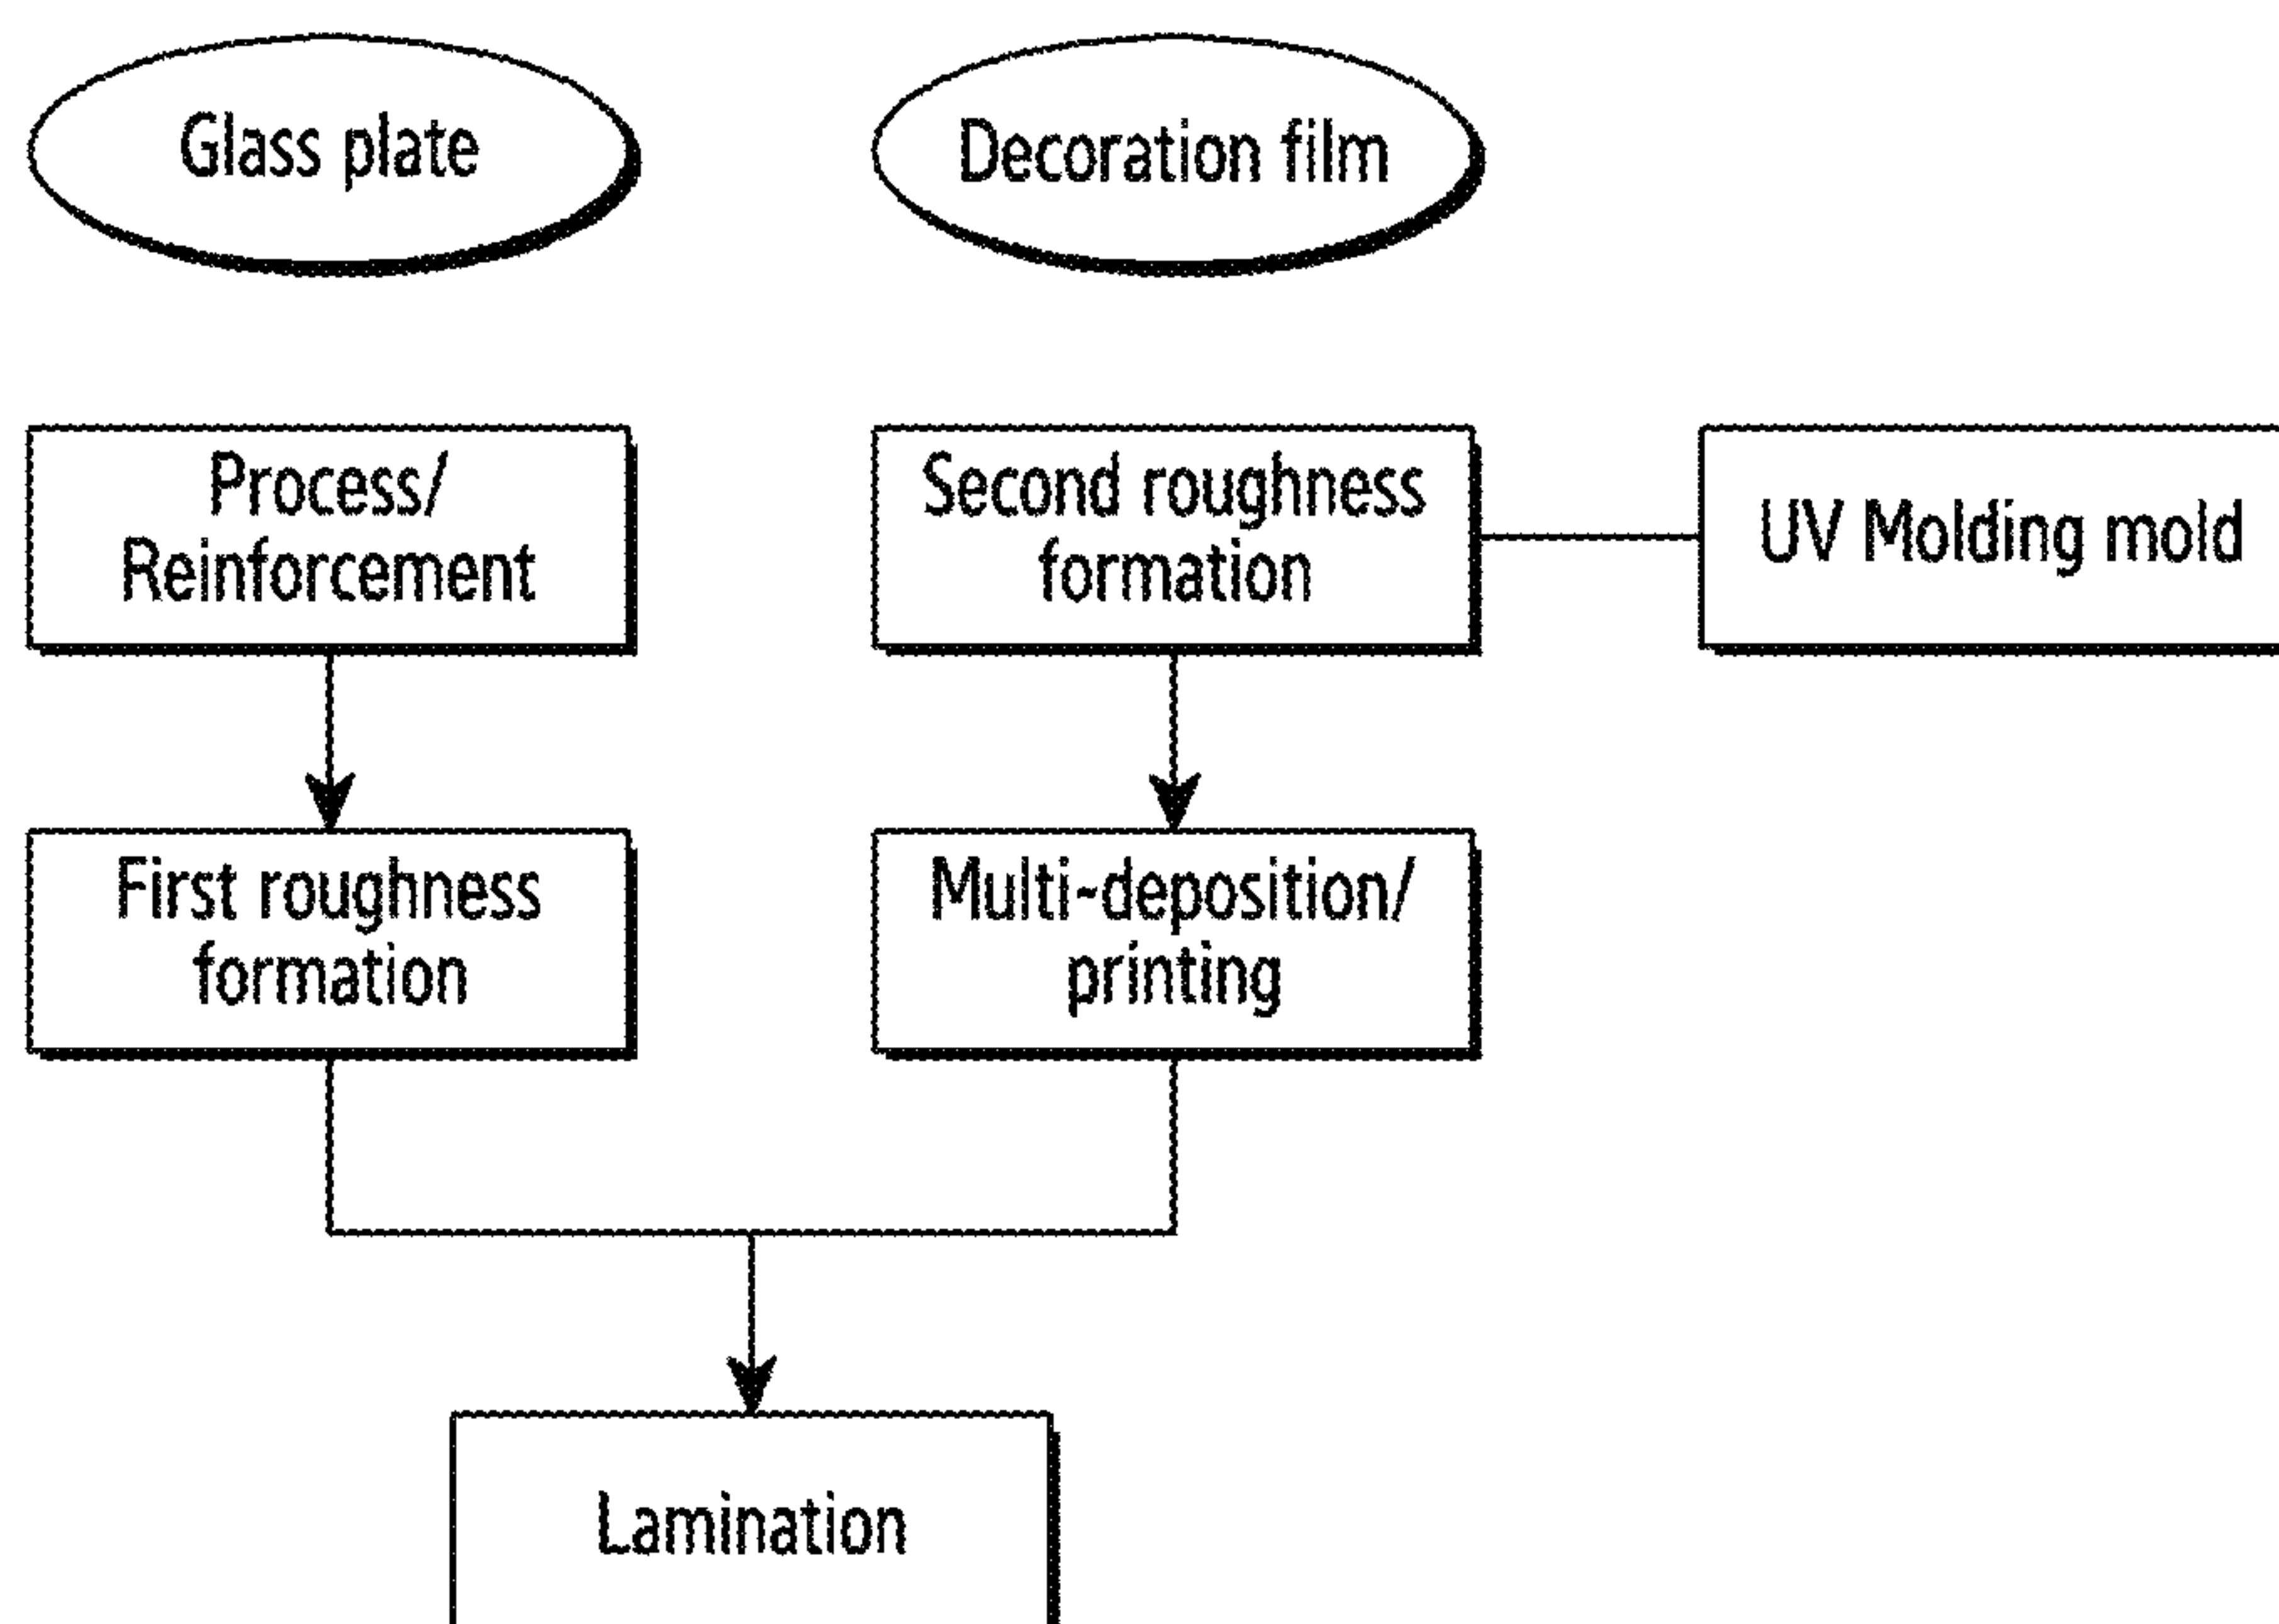 Glass plate
Decoration film
Process/
Reinforcement
Second roughness
formation
UV Molding mold
First roughness
formation
Multi-deposition/
printing
Lamination